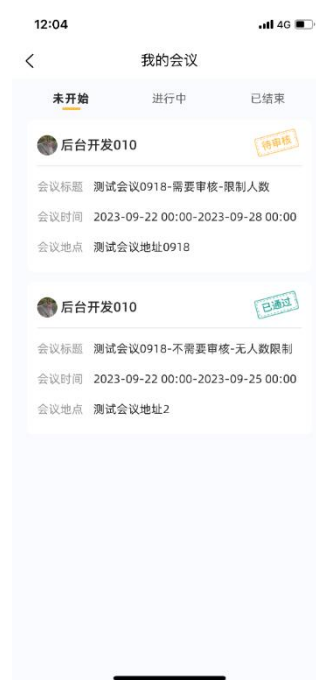 12:04
4G
我的会议
未开始 进行中 已结束
后台开发010
待审核
会议标题 测试会议0918-需要审核-限制人数
会议时间 2023-09-22 00:00-2023-09-28 00:00
会议地点 测试会议地址0918
后台开发010
已通过
会议标题 测试会议0918-不需要审核-无人数限制
会议时间 2023-09-22 00:00-2023-09-25 00:00
会议地点 测试会议地址2